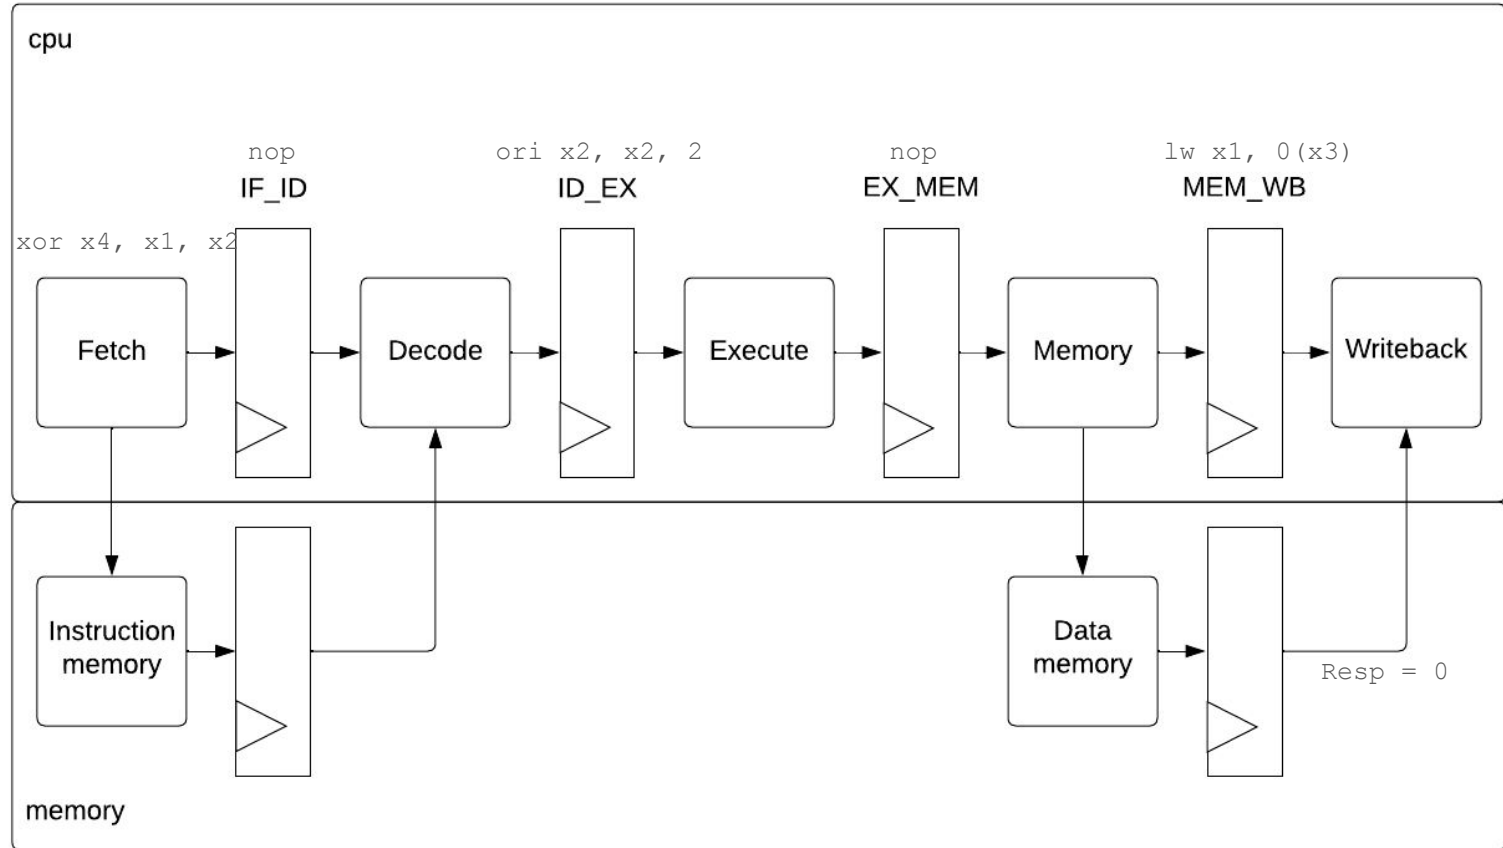 cpu
nop
ori x2, x2, 2
nop
lw x1, 0(x3)
IF_ID
ID_EX
EX_MEM
MEM_WB
xor x4, x1, x2
Fetch
Decode
Execute
Memory
Writeback
Instruction
memory
Data
memory
Resp = 0
memory